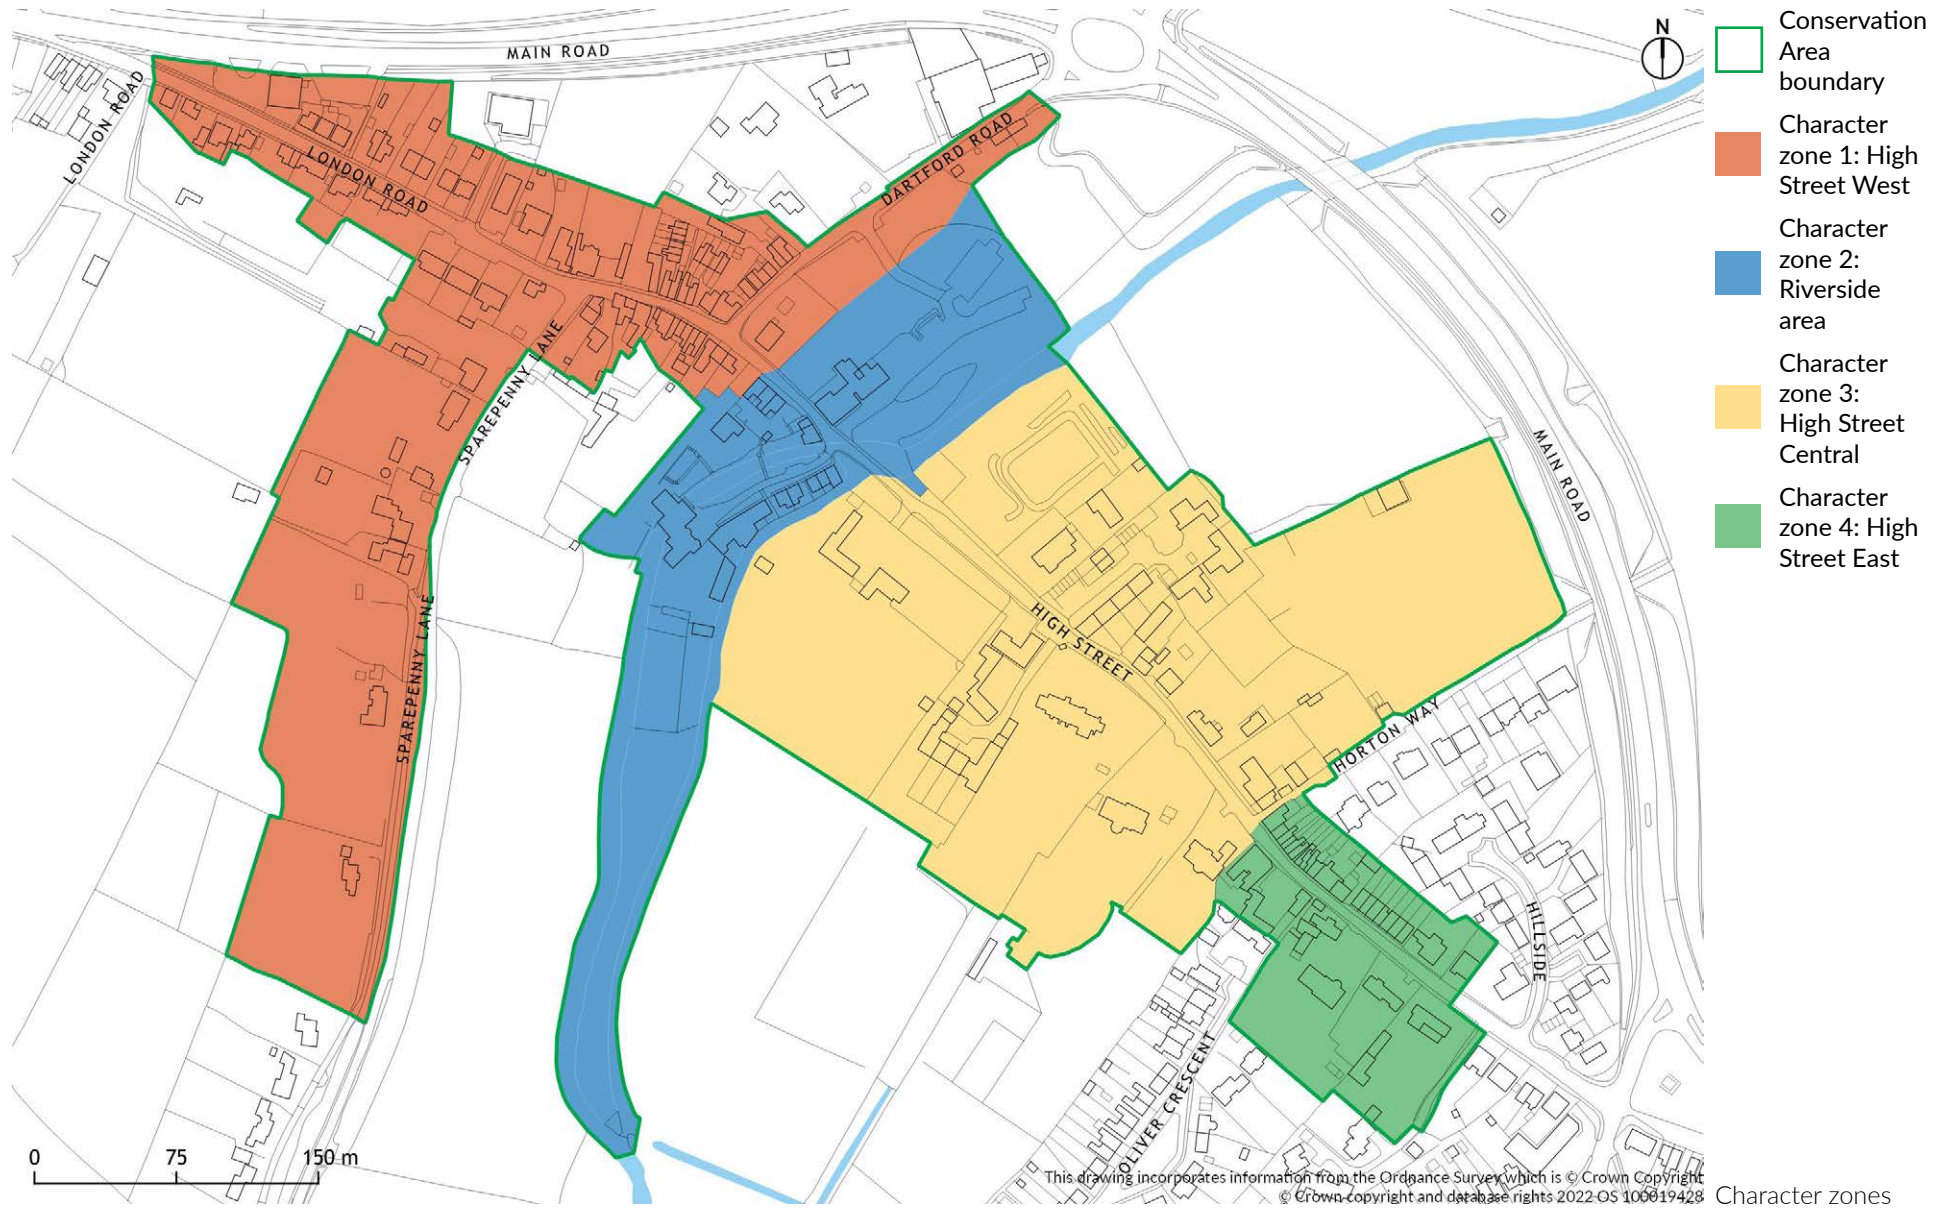 MAIN ROAD
N
LONDON ROAD
LONDON ROAD
DARTFORD ROAD
SPAREPENNY LANE
SPAREPENNY LANE
MAIN ROAD
HIGH STREET
HORTON WAY
HILLSIDE
OLIVER CRESCENT
0 75 150 m
This drawing incorporates information from the Ordnance Survey which is © Crown Copyright
© Crown copyright and database rights 2022 OS 100019428
Conservation
Area
boundary
Character
zone 1: High
Street West
Character
zone 2:
Riverside
area
Character
zone 3:
High Street
Central
Character
zone 4: High
Street East
Character zones